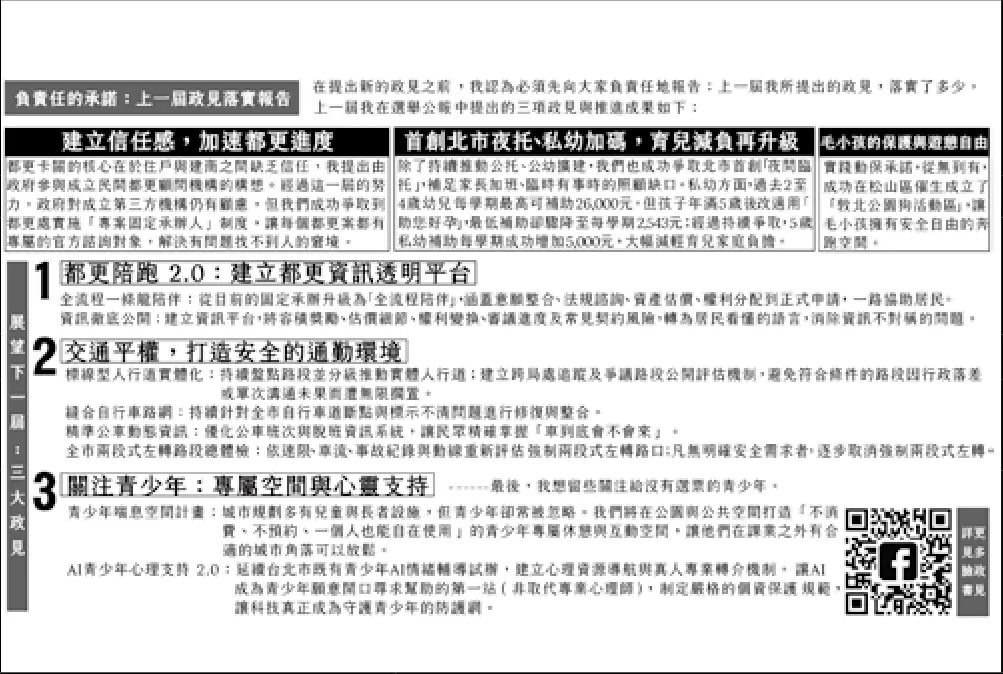 負責任的承諾：上一屆政見落實報告
在提出新的政見之前，我認為必須先向大家負責任地報告：上一屆我所提出的政見，落實了多少。
上一屆我在選舉公報中提出的三項政見與推進成果如下：
建立信任感，加速都更進度
都更卡關的核心在於住戶與建商之間缺乏信任，我提出由
政府參與成立民間都更顧問機構的構想。經過這一屆的努
力，政府對成立第三方機構仍有顧慮，但我們成功爭取到
都更處實施「專案固定承辦人」制度，讓每個都更案都有
專屬的官方諮詢對象，解決有問題找不到人的窘境。
首創北市夜托、私幼加碼，育兒減負再升級
除了持續推動公托、公幼擴建，我們也成功爭取北市首創「夜間臨
托」，補足家長加班、臨時有事時的照顧缺口。私幼方面，過去2至
4歲幼兒每學期最高可補助26,000元，但孩子年滿5歲後改適用「
助您好孕」，最低補助卻驟降至每學期2,543元；經過持續爭取，5歲
私幼補助每學期成功增加5,000元，大幅減輕育兒家庭負擔。
毛小孩的保護與遊憩自由
實踐動保承諾，從無到有，
成功在松山區催生成立了
「敦北公園狗活動區」，讓
毛小孩擁有安全自由的奔
跑空間。
展望下一屆：三大政見
1 都更陪跑 2.0：建立都更資訊透明平台
全流程一條龍陪伴：從目前的固定承辦升級為「全流程陪伴」，涵蓋意願整合、法規諮詢、資產估價、權利分配到正式申請，一路協助居民。
資訊徹底公開：建立資訊平台，將容積獎勵、估價細節、權利變換、審議進度及常見契約風險，轉為居民看懂的語言，消除資訊不對稱的問題。
2 交通平權，打造安全的通勤環境
標線型人行道實體化：持續盤點路段並分級推動實體人行道；建立跨局處追蹤及爭議路段公開評估機制，避免符合條件的路段因行政落差
或單次溝通未果而遭無限擱置。
縫合自行車路網：持續針對全市自行車道斷點與標示不清問題進行修復與整合。
精準公車動態資訊：優化公車班次與脫班資訊系統，讓民眾精確掌握「車到底會不會來」。
全市兩段式左轉路段總體檢：依速限、車流、事故紀錄與動線重新評估強制兩段式左轉路口；凡無明確安全需求者，逐步取消強制兩段式左轉。
3 關注青少年：專屬空間與心靈支持 ------最後，我想留些關注給沒有選票的青少年。
青少年喘息空間計畫：城市規劃多有兒童與長者設施，但青少年卻常被忽略。我們將在公園與公共空間打造「不消
費、不預約、一個人也能自在使用」的青少年專屬休憩與互動空間，讓他們在課業之外有合
適的城市角落可以放鬆。
AI青少年心理支持 2.0：延續台北市既有青少年AI情緒輔導試辦，建立心理資源導航與真人專業轉介機制。讓AI
成為青少年願意開口尋求幫助的第一站（非取代專業心理師），制定嚴格的個資保護規範，
讓科技真正成為守護青少年的防護網。
更多政見
詳見臉書